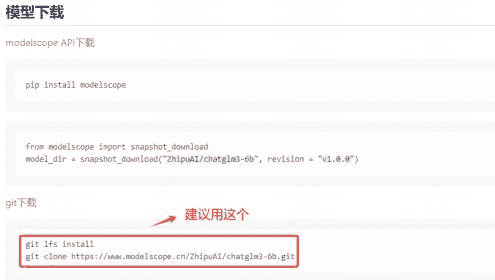 模型下载
modelscope API下载
pip install modelscope
from modelscope import snapshot_download
model_dir = snapshot_download("ZhipuAI/chatglm3-6b", revision = "v1.0.0")
git下载
建议用这个
git lfs install
git clone https://www.modelscope.cn/ZhipuAI/chatglm3-6b.git